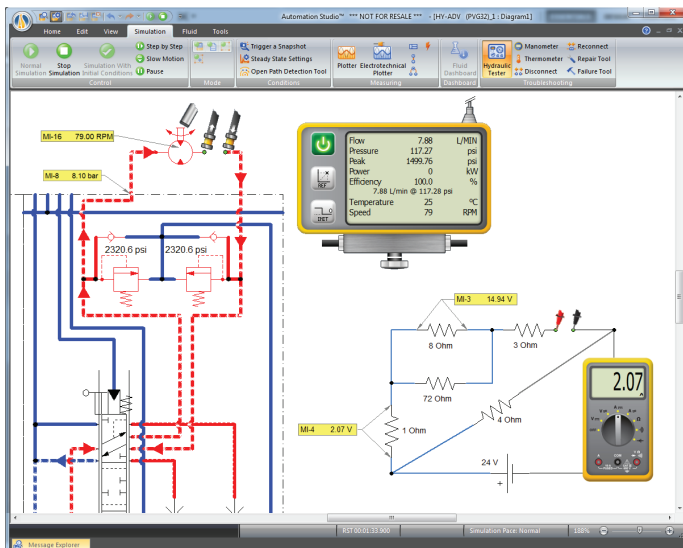 Automation Studio™ *** NOT FOR RESALE *** - [HY-ADV (PVG32)_1 : Diagram1]
Home Edit View Simulation Fluid Tools
Normal Simulation
Stop Simulation
Simulation With Initial Conditions
Step by Step
Slow Motion
Pause
Control
Mode
Trigger a Snapshot
Steady State Settings
Open Path Detection Tool
Conditions
Plotter
Electrotechnical Plotter
Measuring
Fluid Dashboard
Dashboard
Hydraulic Tester
Manometer
Thermometer
Disconnect
Reconnect
Repair Tool
Failure Tool
Troubleshooting
MI-16 79.00 RPM
MI-8 8.10 bar
2320.6 psi 2320.6 psi
REF
INIT
Flow 7.88 L/MIN
Pressure 117.27 psi
Peak 1499.76 psi
Power 0 kW
Efficiency 100.0 %
7.88 L/min @ 117.28 psi
Temperature 25 ºC
Speed 79 RPM
MI-3 14.94 V
8 Ohm
3 Ohm
72 Ohm
4 Ohm
MI-4 2.07 V
1 Ohm
24 V
+
2.07
A
COM
RST 00:01:33.900
Simulation Pace: Normal
188%
Message Explorer